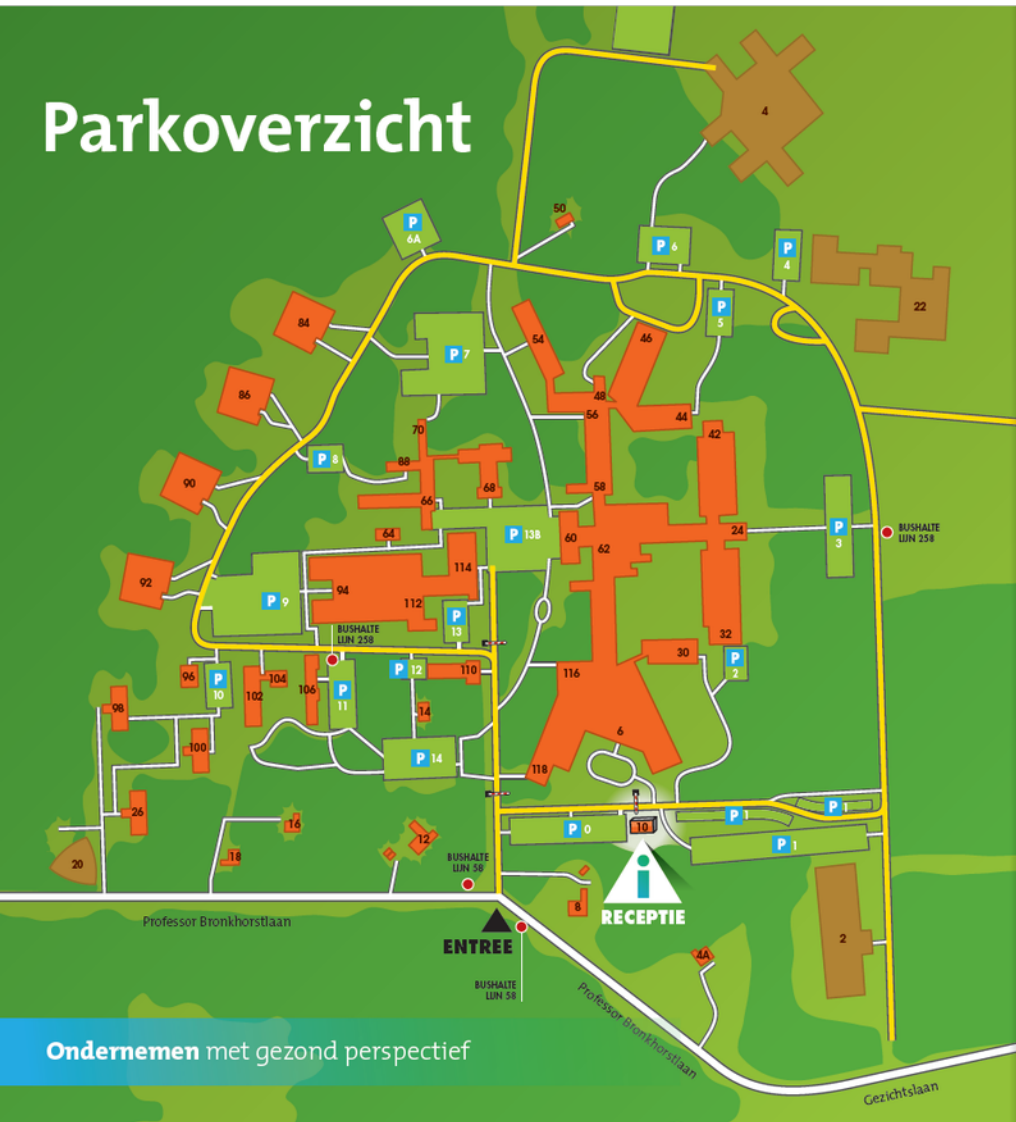 Parkoverzicht
4
50
P
6A
P 6
P
4
22
84
P
5
54
46
P 7
86
48
56
44
70
42
P 8
88
90
68
58
66
24
P
3
BUSHALTE
LIJN 258
64
P 13B
60
62
114
92
94
P 9
112
P
13
BUSHALTE
LIJN 258
32
30
P
2
96
P
10
104
102
106
P
11
P 12
110
116
98
14
6
100
P 14
118
26
16
P 0
10
P 1
P 1
P 1
12
18
20
BUSHALTE
LIJN 58
i
RECEPTIE
8
Professor Bronkhorstlaan
ENTREE
2
4A
BUSHALTE
LIJN 58
Professor Bronkhorstlaan
Ondernemen met gezond perspectief
Gezichtslaan